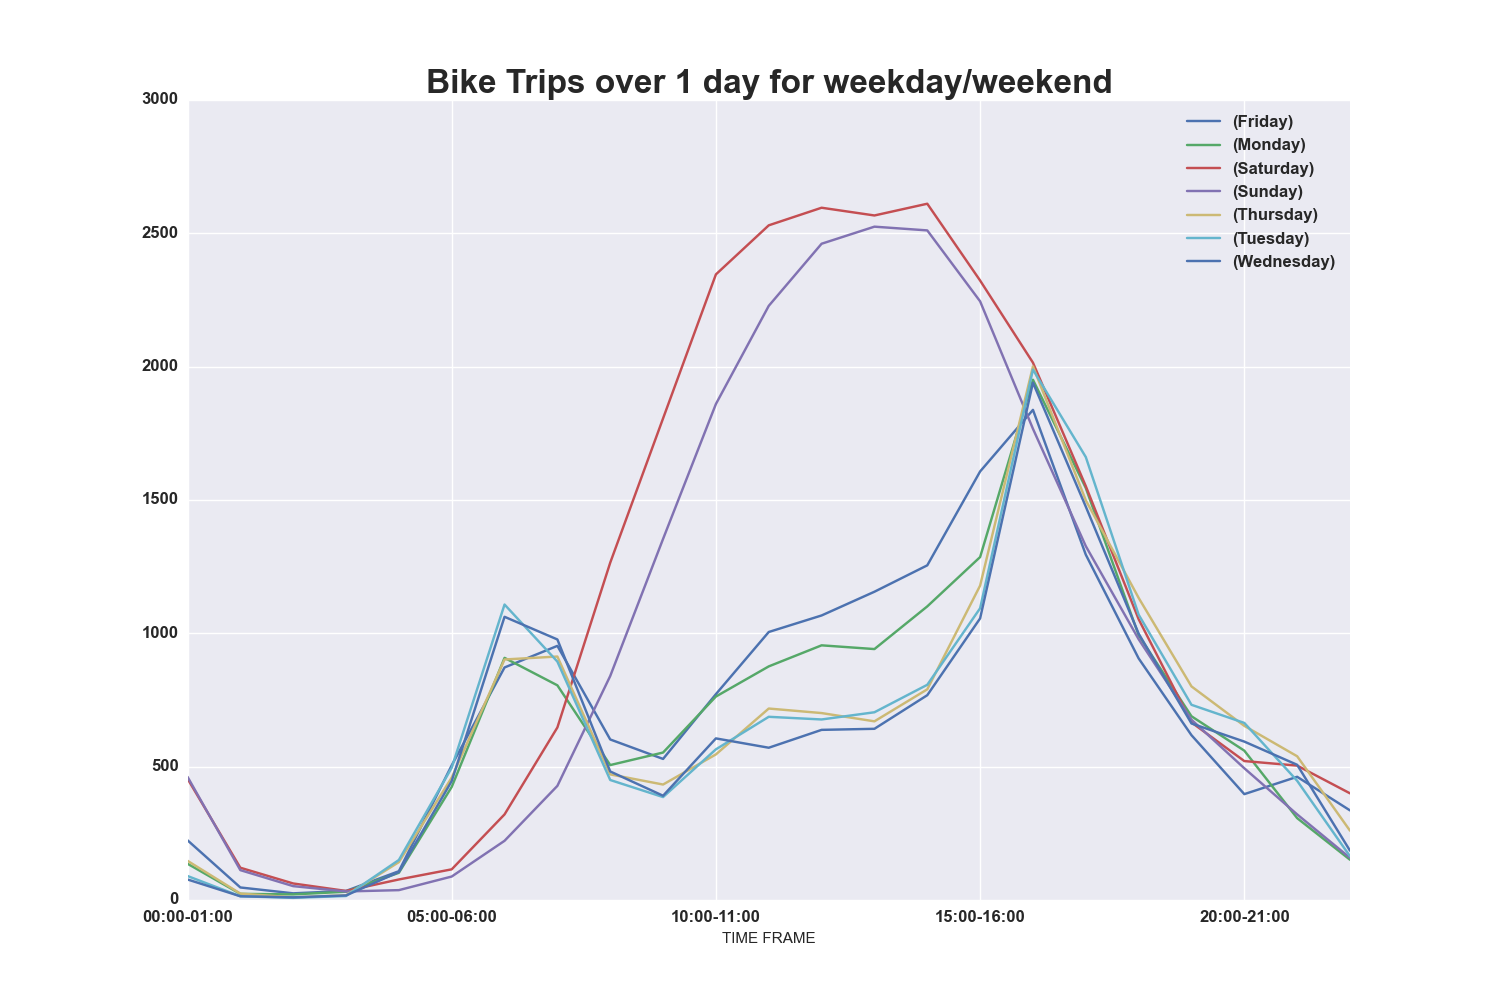 Bike Trips over 1 day for weekday/weekend
3000
2500
2000
1500
1000
500
0
(Friday)
(Monday)
(Saturday)
(Sunday)
(Thursday)
(Tuesday)
(Wednesday)
00:00-01:00 05:00-06:00 10:00-11:00 15:00-16:00 20:00-21:00
TIME FRAME